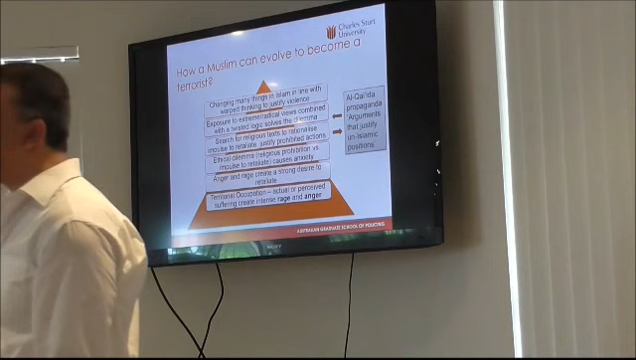 Charles Sturt
University
How a Muslim can evolve to become a
terrorist?
Changing many things in Islam in line with
warped thinking to justify violence
Exposure to extreme/radical views combined
with a twisted logic solves the dilemma
Search for religious texts to rationalise
impulse to retaliate, justify prohibited actions
Ethical dilemma (religious prohibition vs
impulse to retaliate) causes anxiety
Anger and rage create a strong desire to
retaliate
Territorial Occupation – actual or perceived
suffering create intense rage and anger
Al-Qa'ida
propaganda
"Arguments
that justify
un-Islamic
positions
AUSTRALIAN GRADUATE SCHOOL OF POLICING
SONY